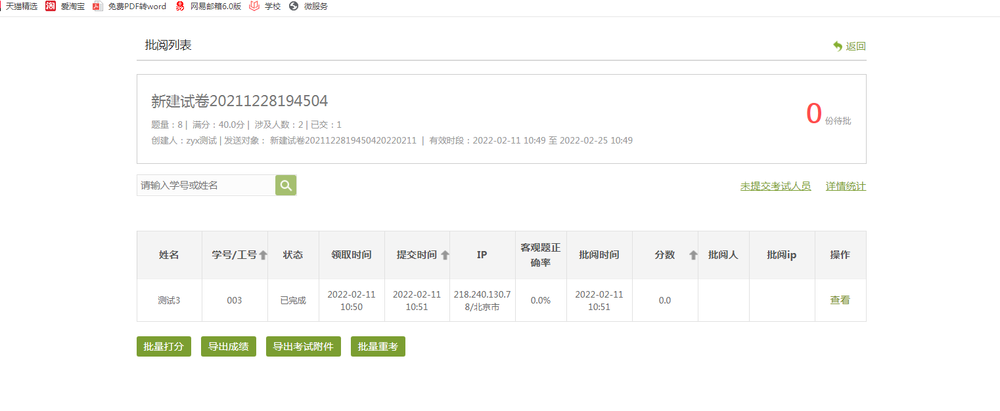 天猫精选 爱淘宝 免费PDF转word 网易邮箱6.0版 学校 微服务
批阅列表 返回
新建试卷20211228194504
题量：8 | 满分：40.0分 | 涉及人数：2 | 已交：1
0 份待批
创建人：zyx测试 | 发送对象： 新建试卷2021122819450420220211 | 有效时段：2022-02-11 10:49 至 2022-02-25 10:49
请输入学号或姓名 未提交考试人员 详情统计
姓名 学号/工号 状态 领取时间 提交时间 IP 客观题正 批阅时间 分数 批阅人 批阅ip 操作
确率
测试3 003 已完成 2022-02-11 2022-02-11 218.240.130.7 0.0% 2022-02-11 0.0 查看
10:50 10:51 8/北京市 10:51
批量打分 导出成绩 导出考试附件 批量重考